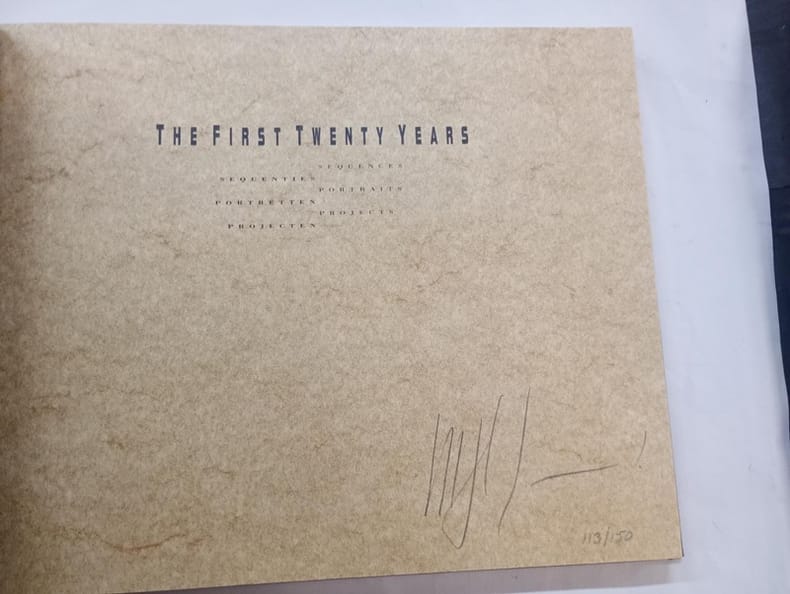 THE FIRST TWENTY YEARS
SEQUENCES
SEQUENTIES
PORTRAITS
PORTRETTEN
PROJECTS
PROJECTEN
113/150